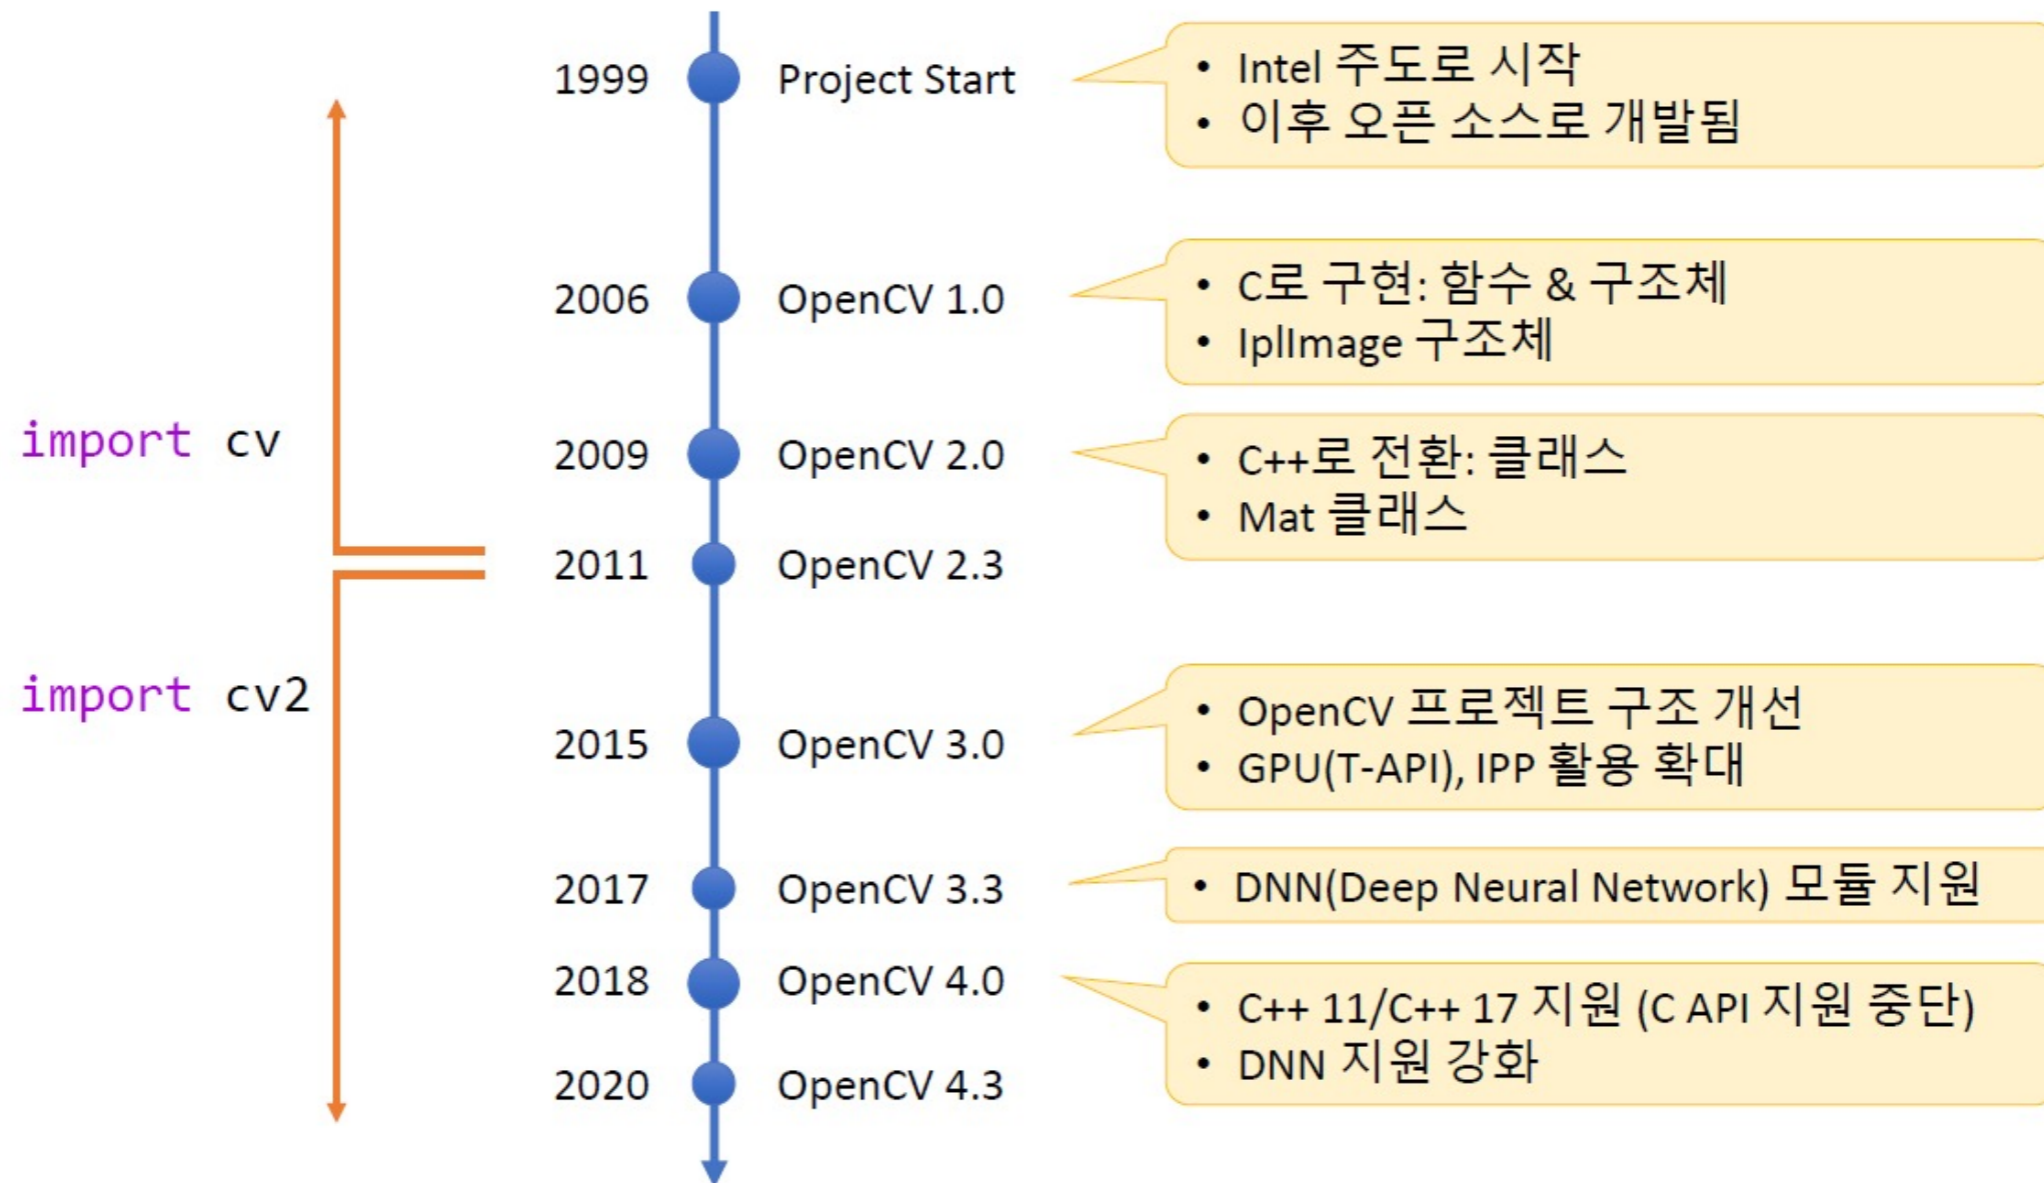 1999 Project Start
• Intel 주도로 시작
• 이후 오픈 소스로 개발됨
2006 OpenCV 1.0
• C로 구현: 함수 & 구조체
• IplImage 구조체
import cv
2009 OpenCV 2.0
• C++로 전환: 클래스
• Mat 클래스
2011 OpenCV 2.3
import cv2
2015 OpenCV 3.0
• OpenCV 프로젝트 구조 개선
• GPU(T-API), IPP 활용 확대
2017 OpenCV 3.3
• DNN(Deep Neural Network) 모듈 지원
2018 OpenCV 4.0
• C++ 11/C++ 17 지원 (C API 지원 중단)
• DNN 지원 강화
2020 OpenCV 4.3